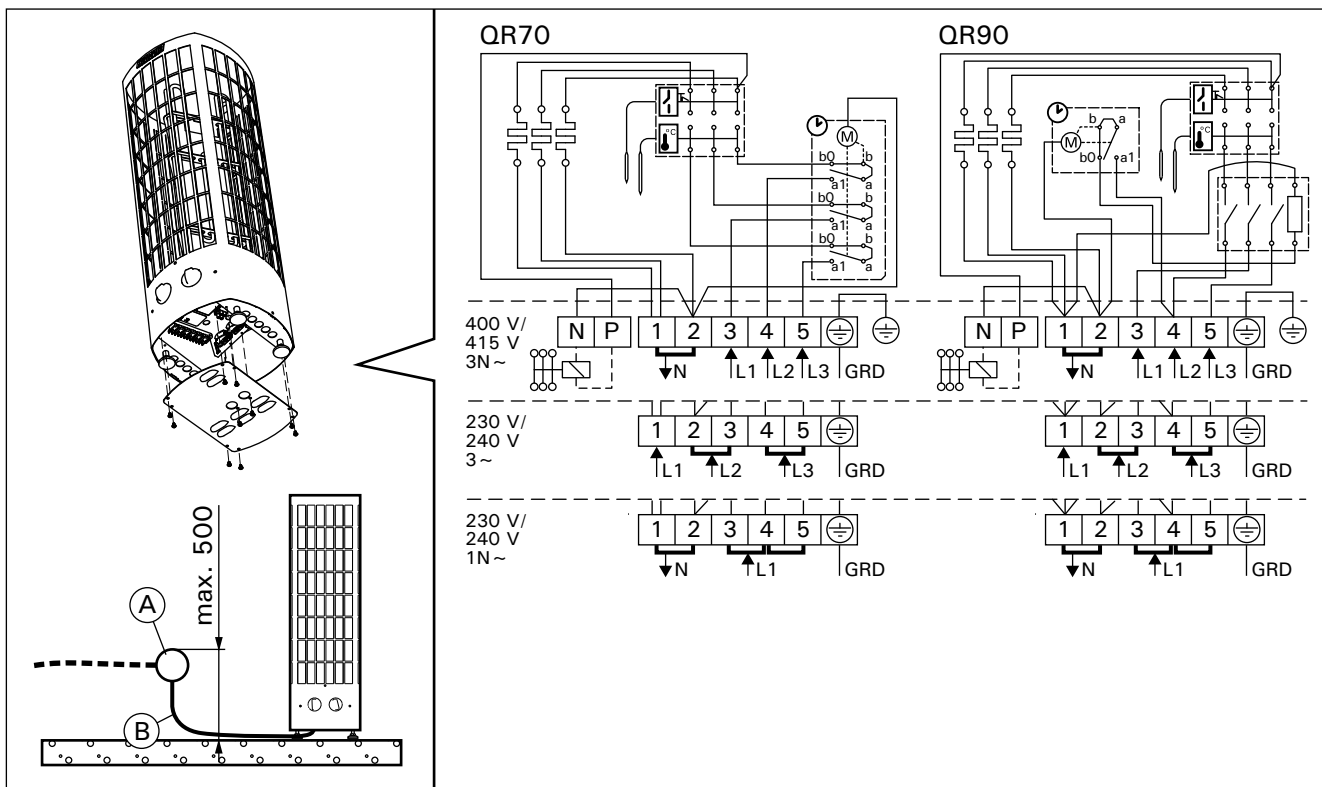 QR70
QR90
°C
M
b0 b
a1 a
b0 b
a1 a
b0 b
a1 a
M
b a
b0 a1
°C
400 V/
415 V
3N~
N P
1 2 3 4 5
N
L1 L2 L3 GRD
N P
1 2 3 4 5
N
L1 L2 L3 GRD
230 V/
240 V
3~
1 2 3 4 5
L1 L2 L3 GRD
1 2 3 4 5
L1 L2 L3 GRD
230 V/
240 V
1N~
1 2 3 4 5
N L1 GRD
1 2 3 4 5
N L1 GRD
max. 500
A
B